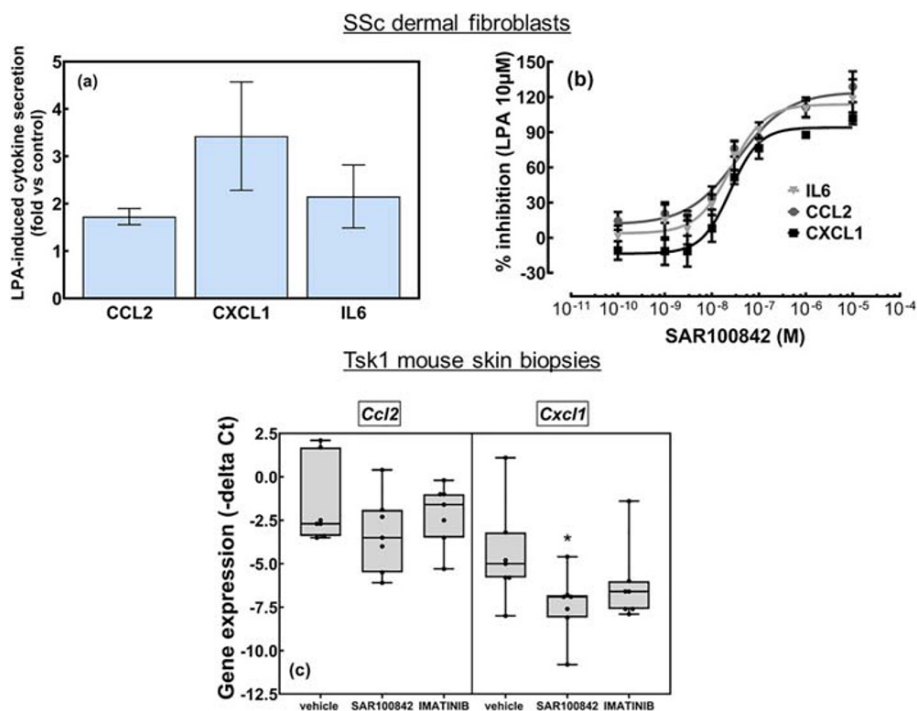 SSc dermal fibroblasts
LPA-induced cytokine secretion
(fold vs control)
5
4
3
2
1
0
(a)
CCL2 CXCL1 IL6
% inhibition (LPA 10µM)
150
120
90
60
30
0
-30
(b)
IL6
CCL2
CXCL1
10-11 10-10 10-9 10-8 10-7 10-6 10-5 10-4
SAR100842 (M)
Tsk1 mouse skin biopsies
Ccl2 Cxcl1
Gene expression (-delta Ct)
2.5
0.0
-2.5
-5.0
-7.5
-10.0
-12.5
*
(c)
vehicle SAR100842 IMATINIB vehicle SAR100842 IMATINIB